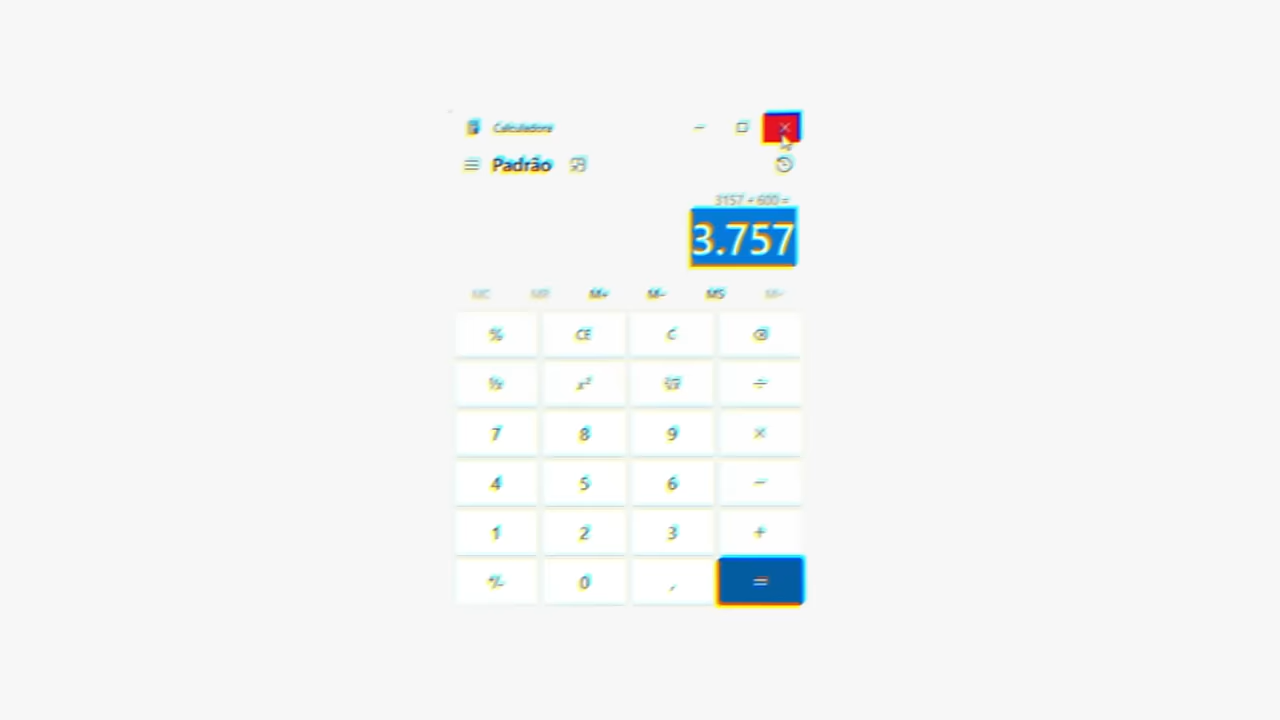 Calculadora
Padrão
3157 + 600 =
3.757
MC MR M+ M- MS M˅
% CE C
¹/x x² ²√x ÷
7 8 9 ×
4 5 6 −
1 2 3 +
+/- 0 , =